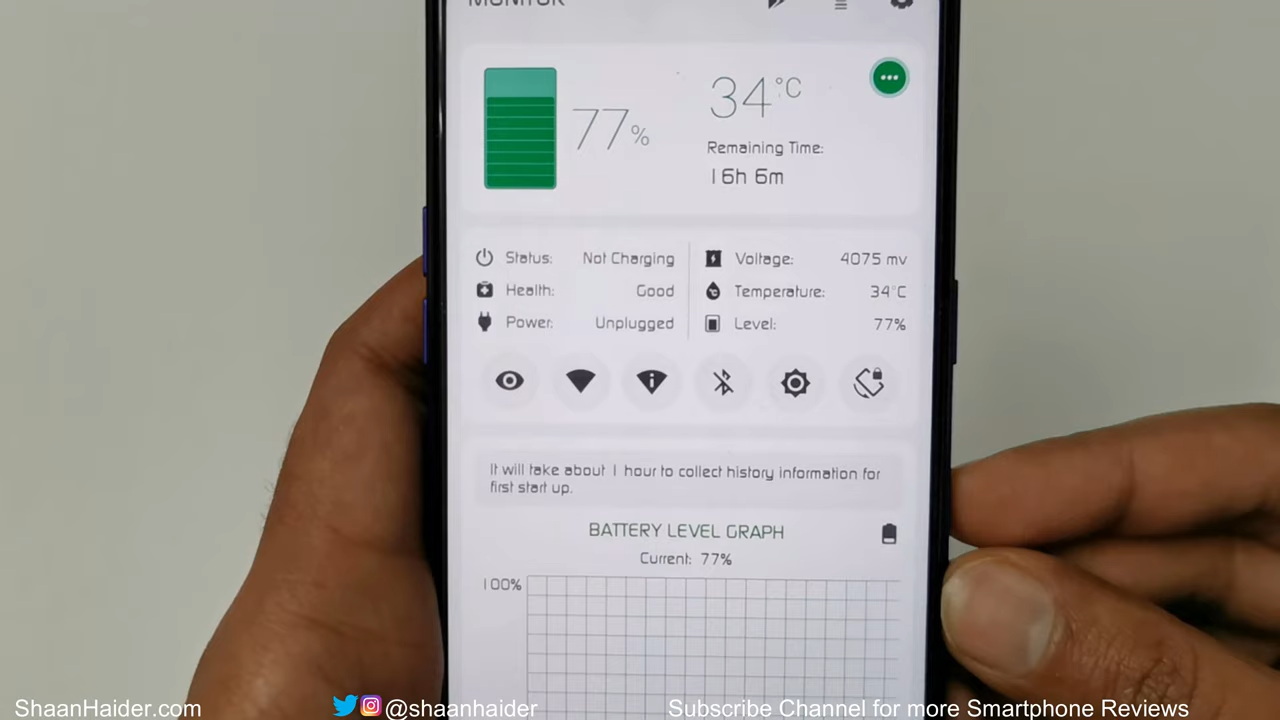 MONITOR
77%
34°C
Remaining Time:
16h 6m
Status: Not Charging
Voltage: 4075 mv
Health: Good
Temperature: 34°C
Power: Unplugged
Level: 77%
It will take about 1 hour to collect history information for
first start up.
BATTERY LEVEL GRAPH
Current: 77%
100%
ShaanHaider.com
@shaanhaider
Subscribe Channel for more Smartphone Reviews